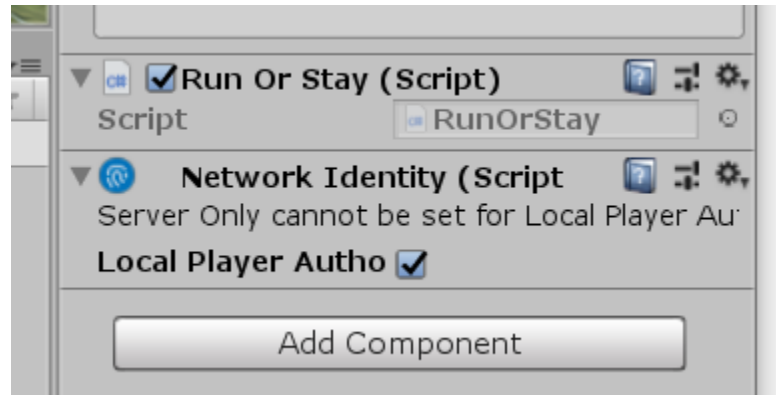 Run Or Stay (Script)
Script RunOrStay
Network Identity (Script
Server Only cannot be set for Local Player Au
Local Player Autho
Add Component